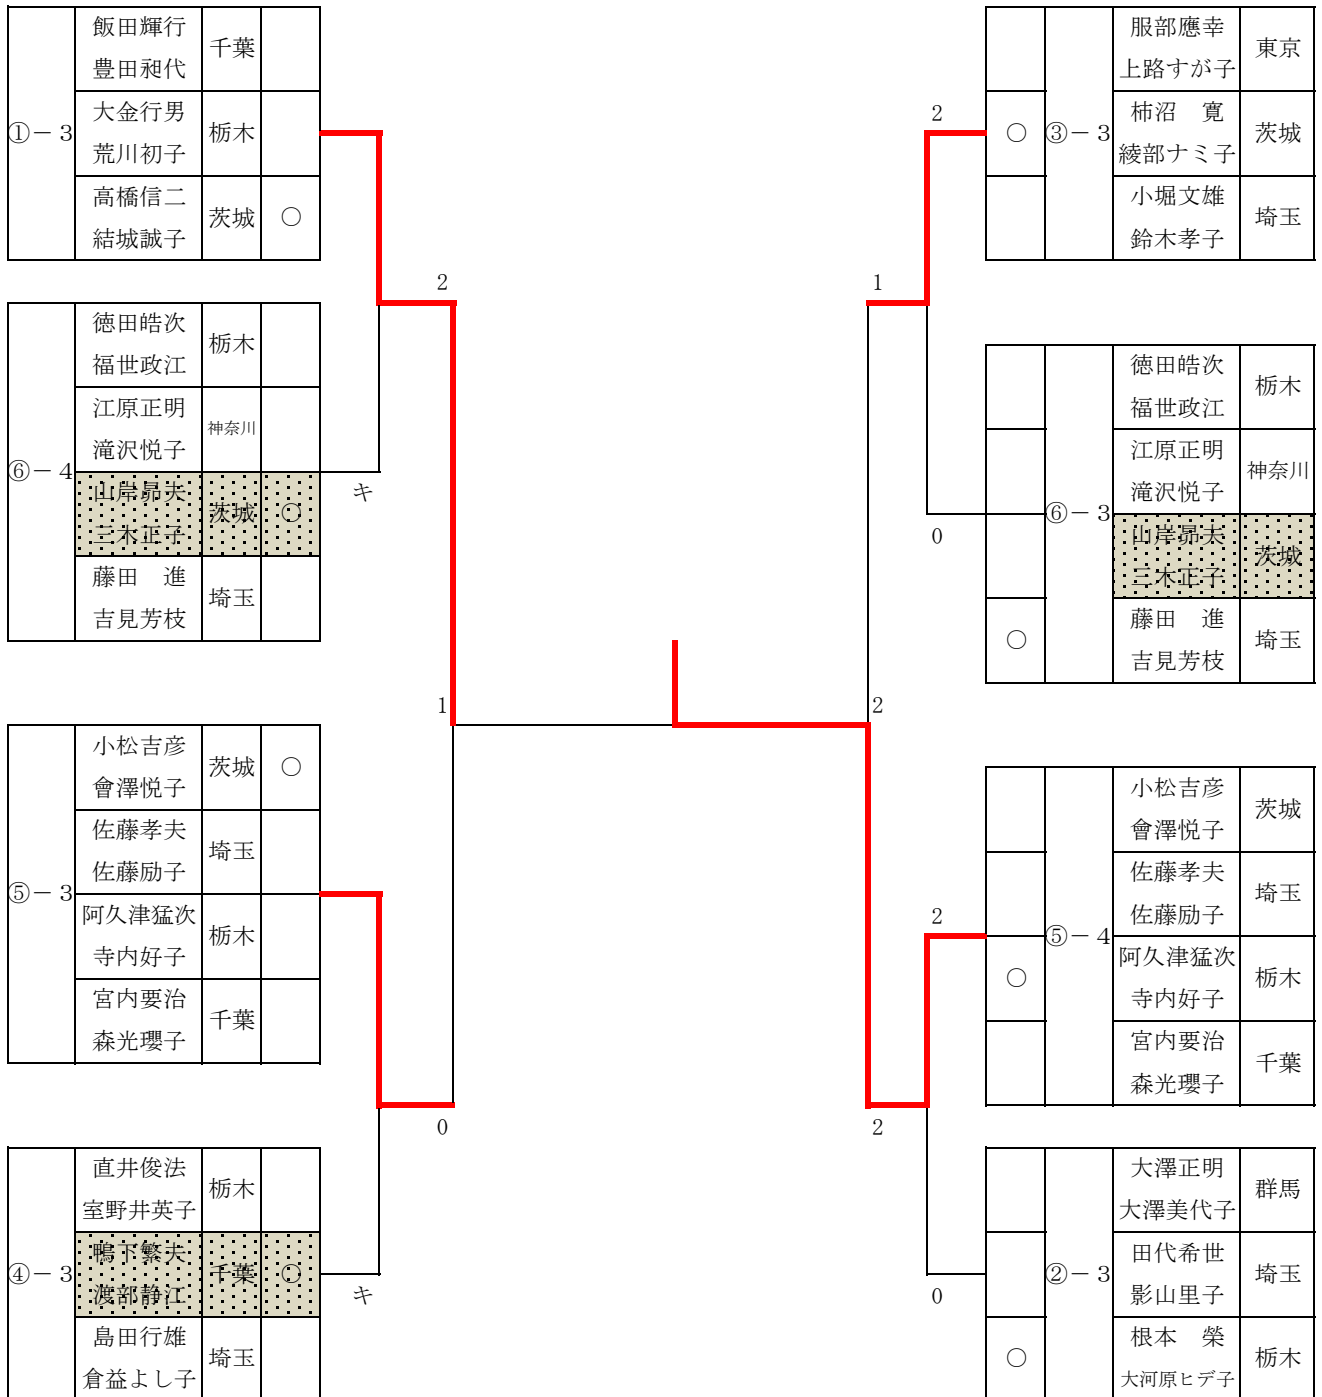 飯田輝行
豊田昶代
千葉
①－3
大金行男
荒川初子
栃木
高橋信二
結城誠子
茨城 ○
2
徳田皓次
福世政江
栃木
江原正明
滝沢悦子
神奈川
⑥－4
山岸昻夫
三木正子
茨城 ○
キ
藤田　進
吉見芳枝
埼玉
1
小松吉彦
會澤悦子
茨城 ○
佐藤孝夫
佐藤励子
埼玉
⑤－3
阿久津猛次
寺内好子
栃木
宮内要治
森光瓔子
千葉
0
直井俊法
室野井英子
栃木
④－3
鴨下繁夫
渡部静江
千葉 ○
キ
島田行雄
倉益よし子
埼玉
服部應幸
上路すが子
東京
2
○ ③－3
柿沼　寛
綾部ナミ子
茨城
小堀文雄
鈴木孝子
埼玉
1
徳田皓次
福世政江
栃木
江原正明
滝沢悦子
神奈川
⑥－3
0
山岸昻夫
三木正子
茨城
○
藤田　進
吉見芳枝
埼玉
2
小松吉彦
會澤悦子
茨城
佐藤孝夫
佐藤励子
埼玉
2
⑤－4
○
阿久津猛次
寺内好子
栃木
宮内要治
森光瓔子
千葉
2
大澤正明
大澤美代子
群馬
②－3
田代希世
影山里子
埼玉
0
○
根本　榮
大河原ヒデ子
栃木